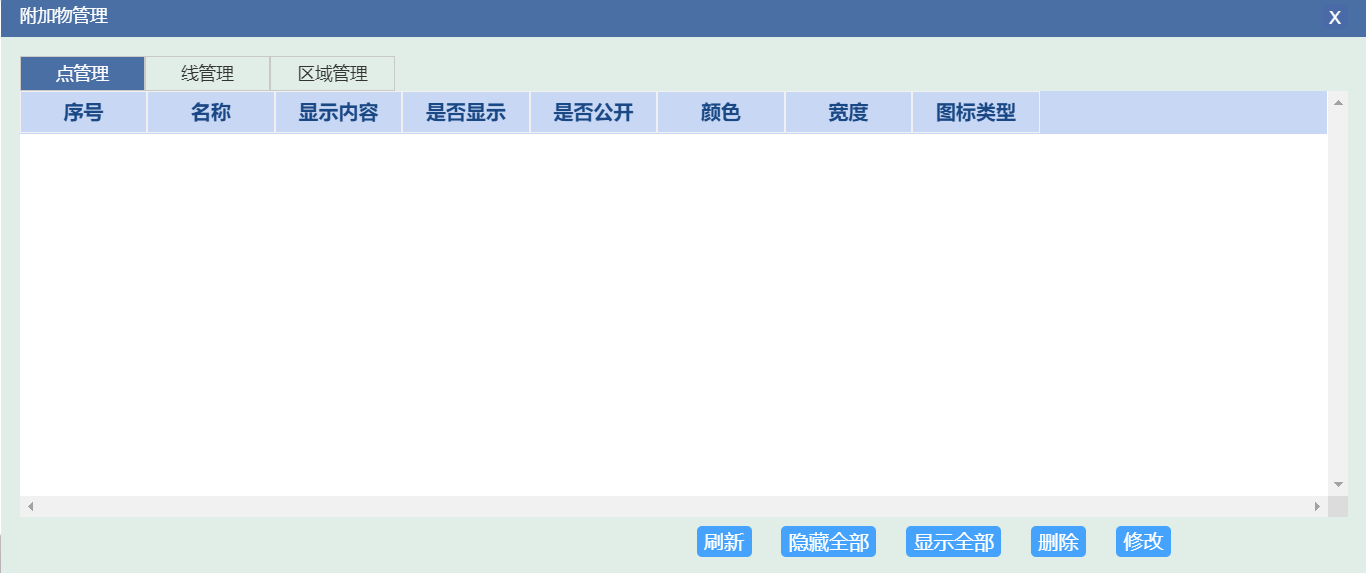 附加物管理 X
点管理 线管理 区域管理
序号 名称 显示内容 是否显示 是否公开 颜色 宽度 图标类型
刷新 隐藏全部 显示全部 删除 修改